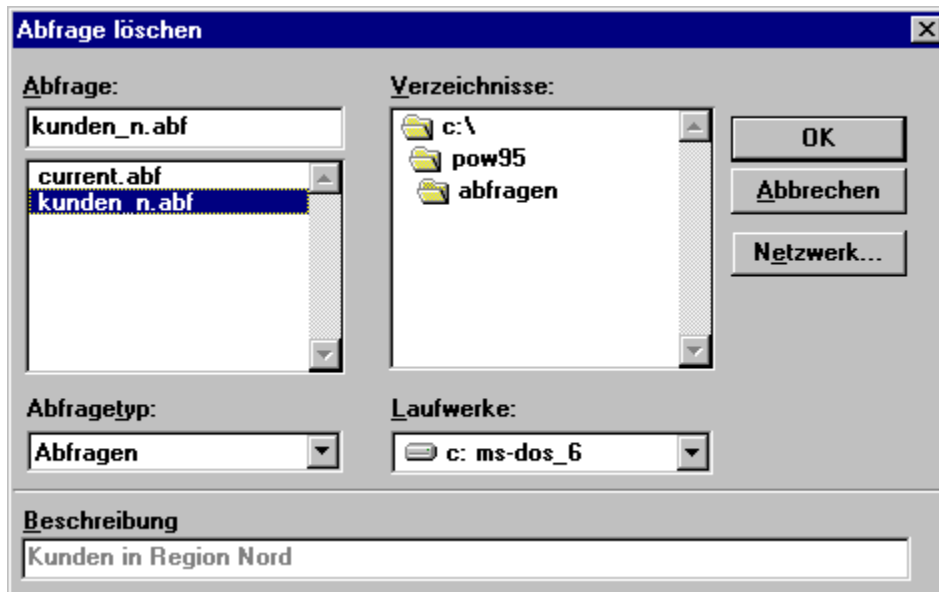 Abfrage löschen
Abfrage:
kunden_n.abf
current.abf
kunden_n.abf
Abfragetyp:
Abfragen
Verzeichnisse:
c:\
pow95
abfragen
Laufwerke:
c: ms-dos_6
OK
Abbrechen
Netzwerk...
Beschreibung
Kunden in Region Nord